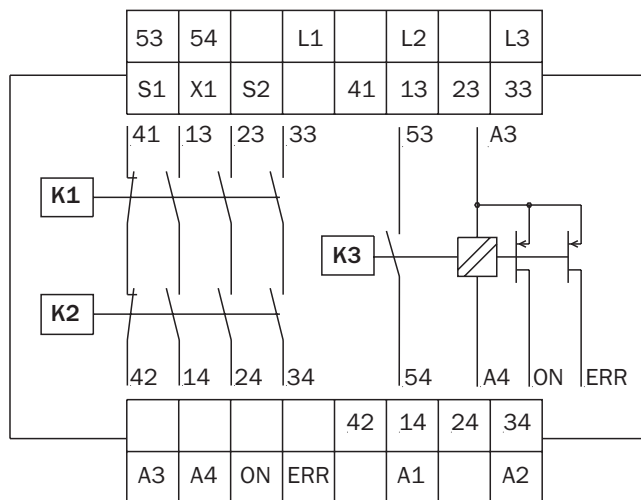 53 54 L1 L2 L3
S1 X1 S2 41 13 23 33
41 13 23 33 53 A3
K1
K3
K2
42 14 24 34 54 A4 ON ERR
42 14 24 34
A3 A4 ON ERR A1 A2